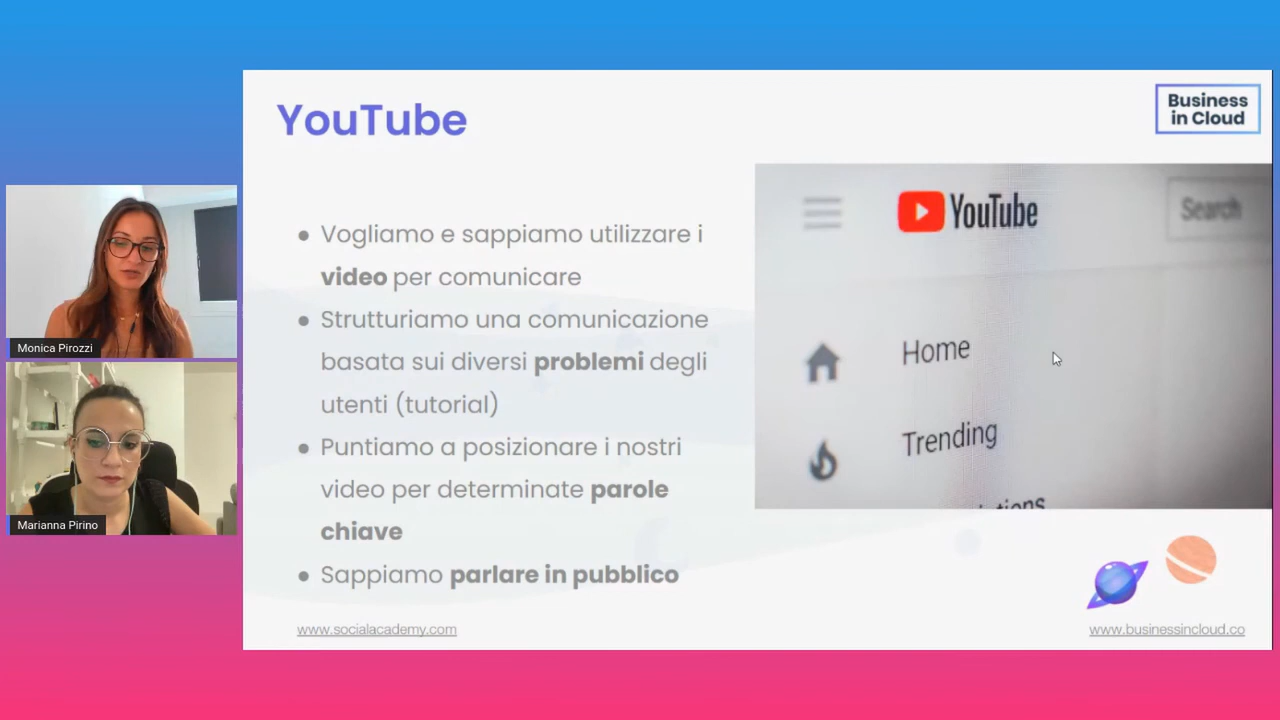 YouTube
Business
in Cloud
Vogliamo e sappiamo utilizzare i
video per comunicare
Strutturiamo una comunicazione
basata sui diversi problemi degli
utenti (tutorial)
Puntiamo a posizionare i nostri
video per determinate parole
chiave
Sappiamo parlare in pubblico
YouTube
Search
Home
Trending
www.socialacademy.com
www.businessincloud.co
Monica Pirozzi
Marianna Pirino